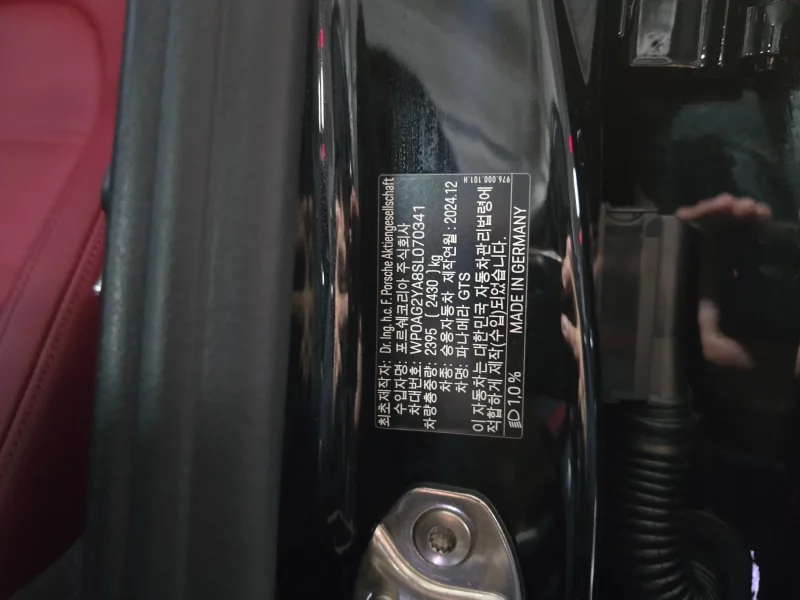 976.000.101.H
최초제작자: Dr. Ing. h.c. F. Porsche Aktiengesellschaft
수입자명: 포르쉐코리아 주식회사
차대번호: WP0AG2YA8SL070341
차량총중량: 2395 ( 2430 ) kg
차종: 승용자동차 제작연월 : 2024.12
차명: 파나메라 GTS
이 자동차는 대한민국 자동차관리법령에
적합하게 제작(수입)되었습니다.
1,0 % MADE IN GERMANY